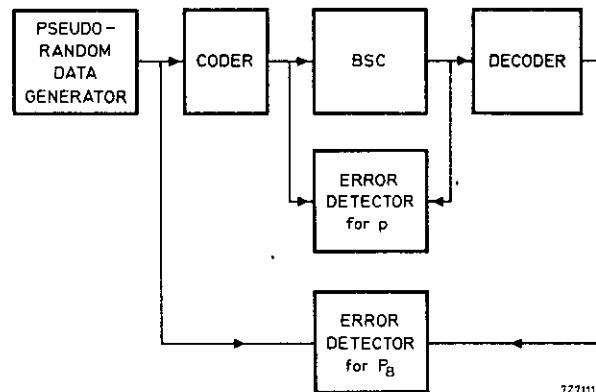 PSEUDO-
RANDOM
DATA
GENERATOR
CODER
BSC
DECODER
ERROR
DETECTOR
for p
ERROR
DETECTOR
for PB